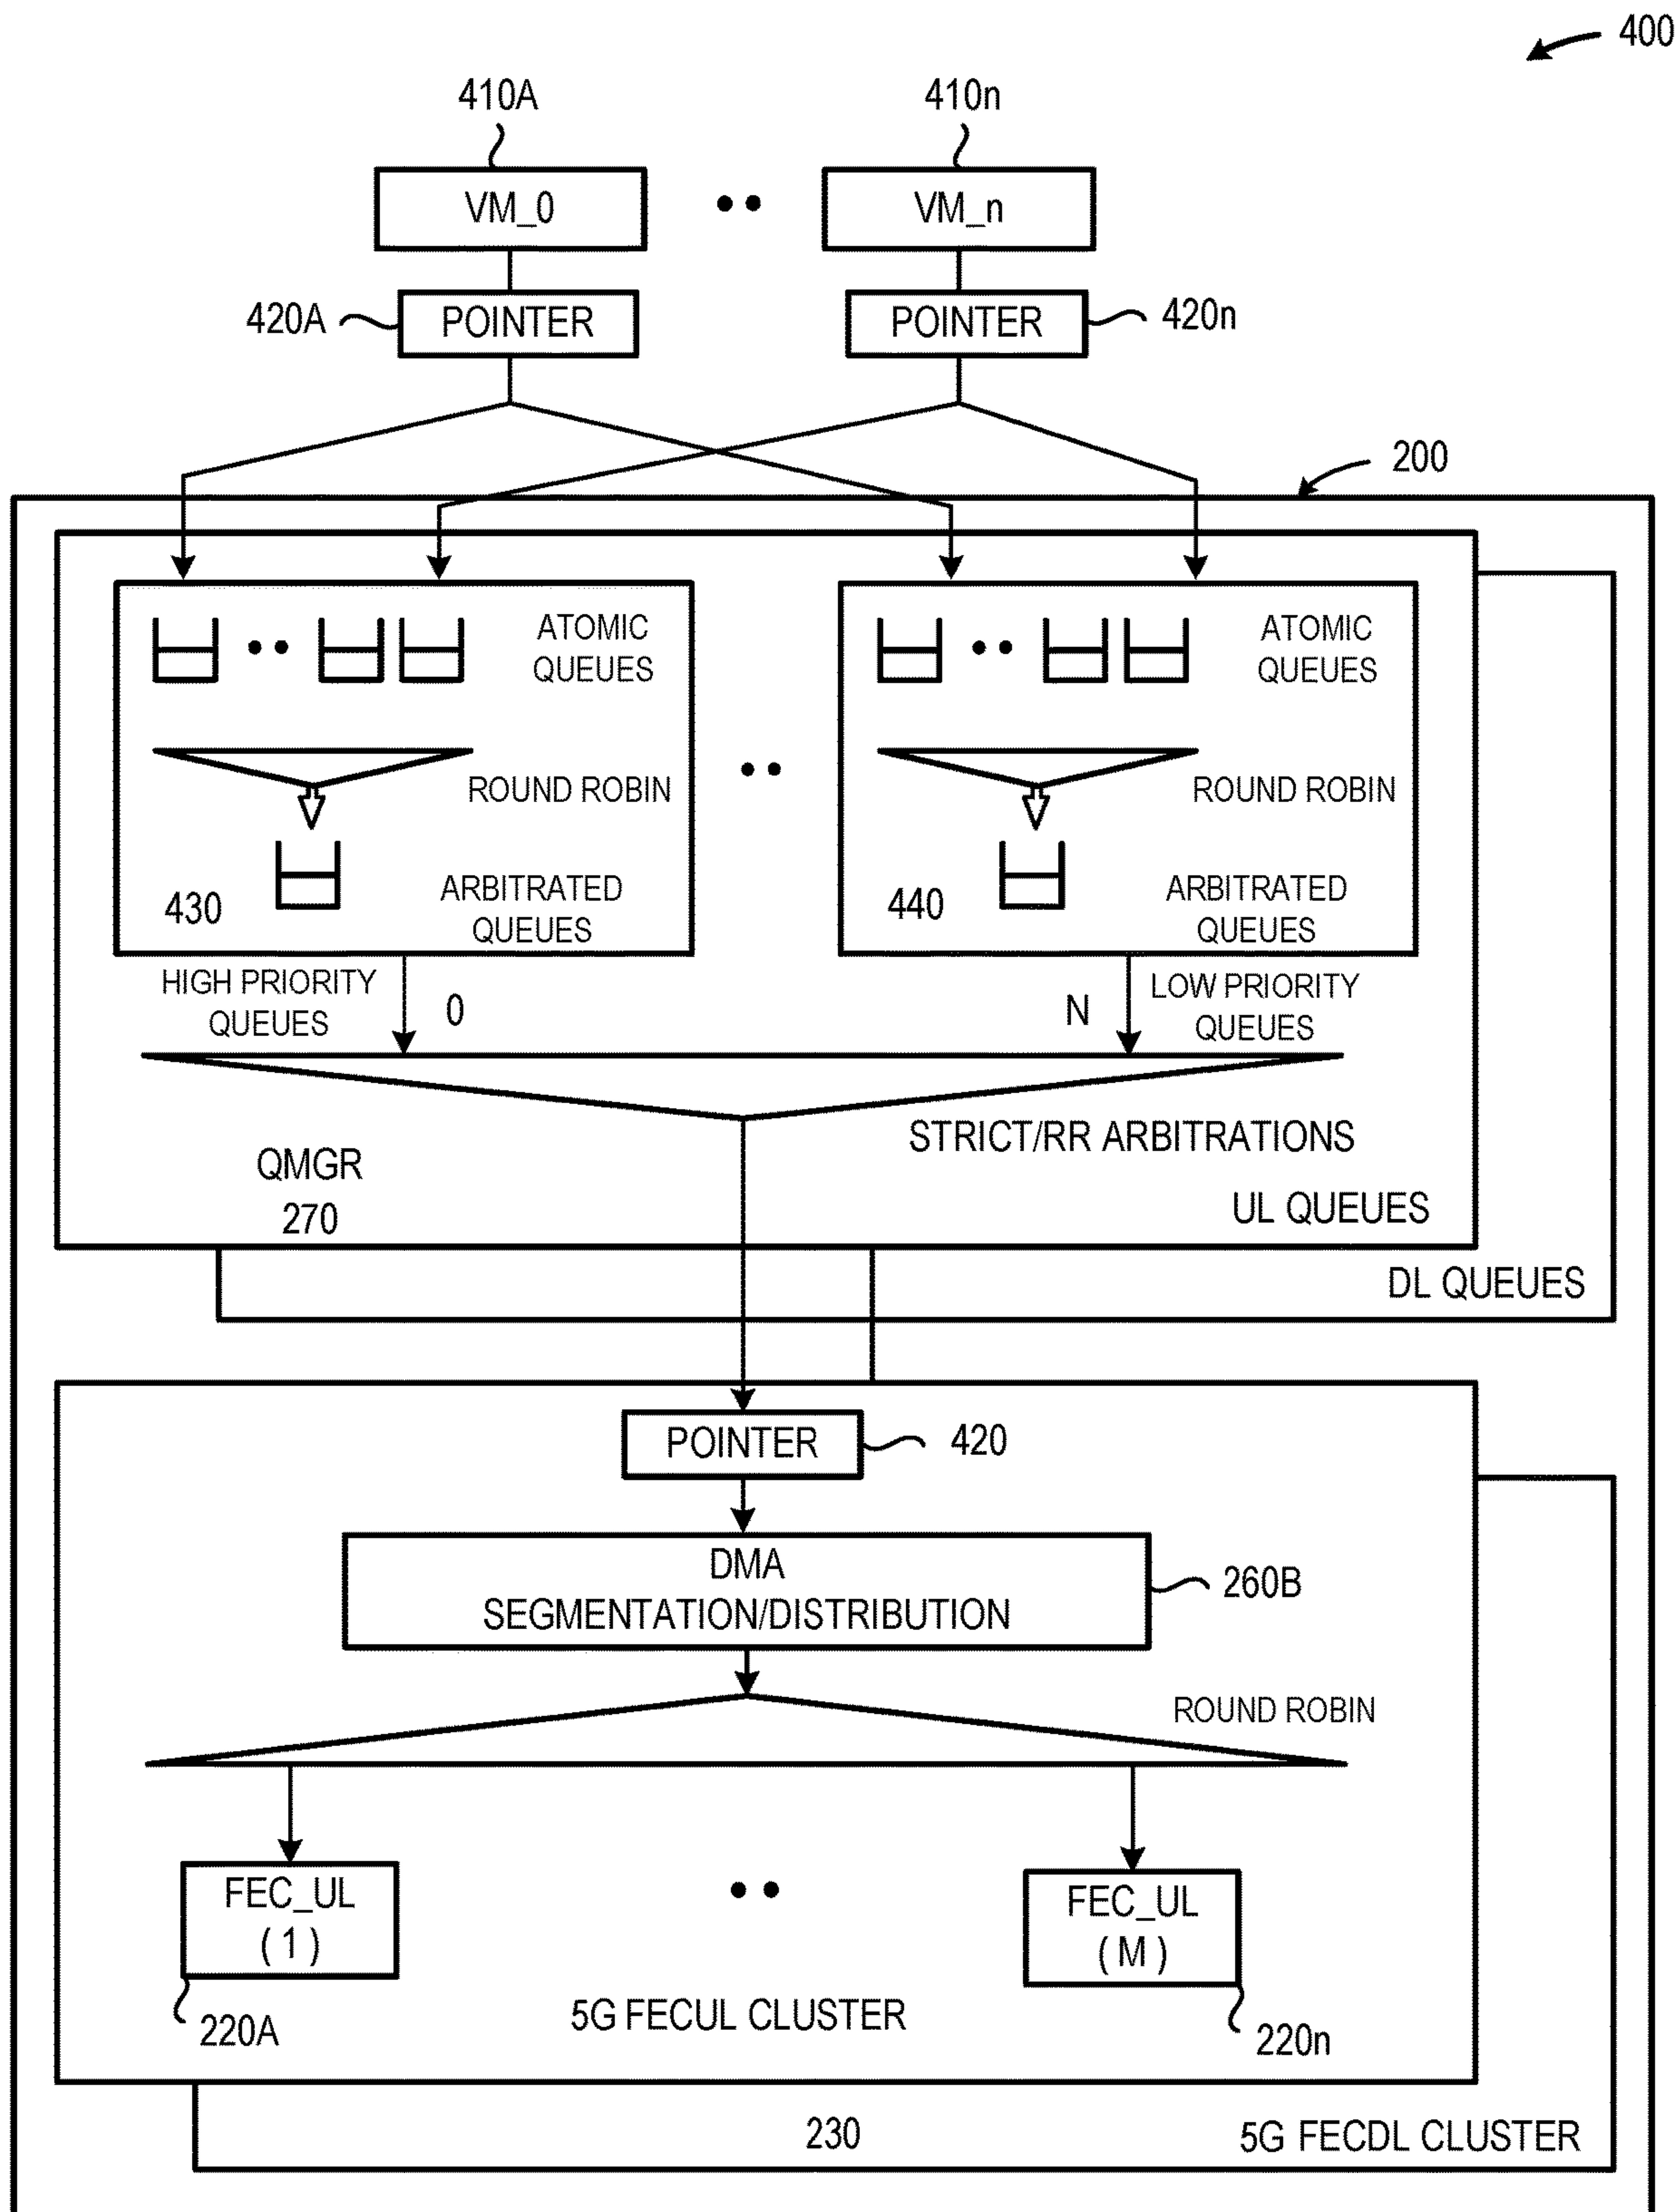 400
410A
410n
VM_0
VM_n
420A
POINTER
POINTER
420n
200
ATOMIC
QUEUES
ATOMIC
QUEUES
ROUND ROBIN
ROUND ROBIN
430
ARBITRATED
QUEUES
440
ARBITRATED
QUEUES
HIGH PRIORITY
QUEUES
0
N
LOW PRIORITY
QUEUES
STRICT/RR ARBITRATIONS
QMGR
270
UL QUEUES
DL QUEUES
POINTER
420
DMA
SEGMENTATION/DISTRIBUTION
260B
ROUND ROBIN
FEC_UL
( 1 )
FEC_UL
( M )
220A
5G FECUL CLUSTER
220n
230
5G FECDL CLUSTER